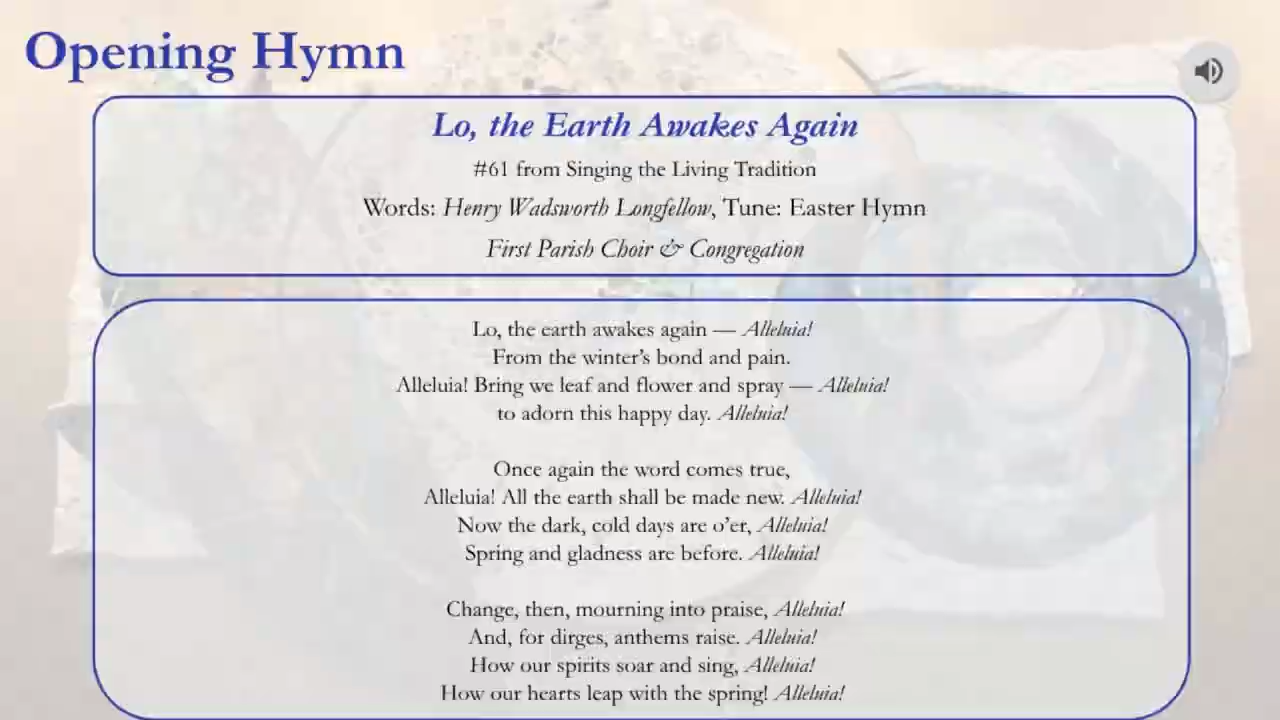 Opening Hymn
Lo, the Earth Awakes Again
#61 from Singing the Living Tradition
Words: Henry Wadsworth Longfellow, Tune: Easter Hymn
First Parish Choir & Congregation
Lo, the earth awakes again — Alleluia!
From the winter’s bond and pain.
Alleluia! Bring we leaf and flower and spray — Alleluia!
to adorn this happy day. Alleluia!
Once again the word comes true,
Alleluia! All the earth shall be made new. Alleluia!
Now the dark, cold days are o’er, Alleluia!
Spring and gladness are before. Alleluia!
Change, then, mourning into praise, Alleluia!
And, for dirges, anthems raise. Alleluia!
How our spirits soar and sing, Alleluia!
How our hearts leap with the spring! Alleluia!